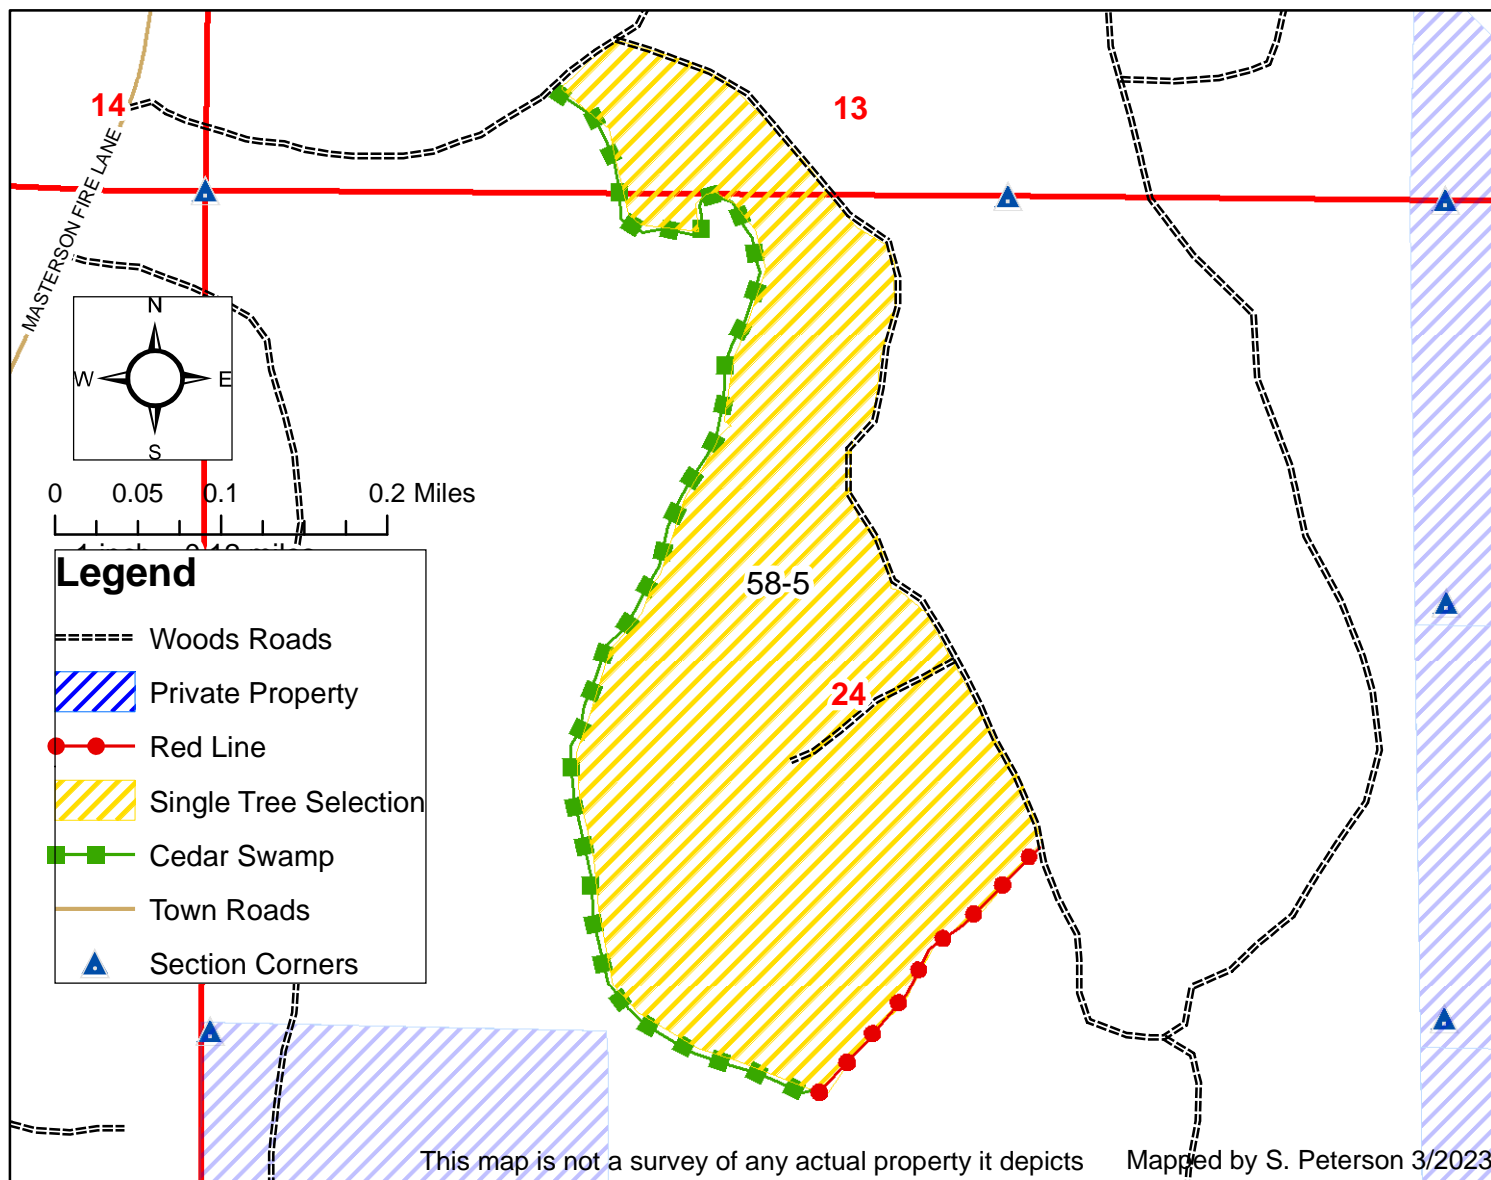 14
13
MASTERSON FIRE LANE
N
W E
S
0 0.05 0.1 0.2 Miles
58-5
Legend
Woods Roads
Private Property
24
Red Line
Single Tree Selection
Cedar Swamp
Town Roads
Section Corners
This map is not a survey of any actual property it depicts
Mapped by S. Peterson 3/2023